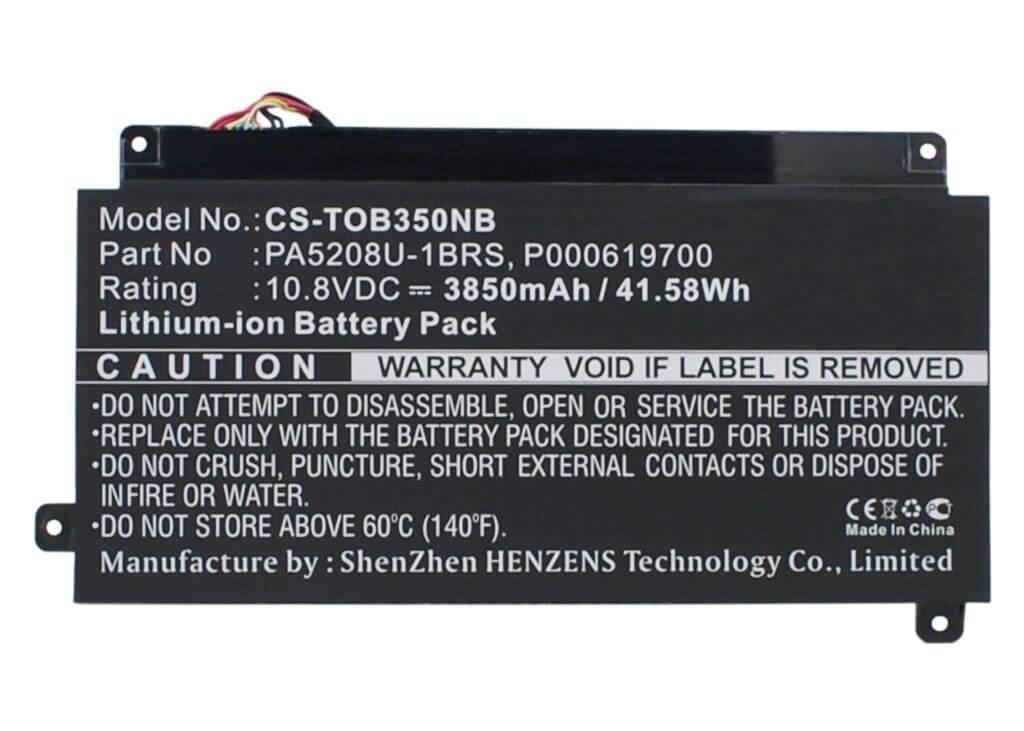 Model No.:CS-TOB350NB
Part No :PA5208U-1BRS, P000619700
Rating :10.8VDC ⎓ 3850mAh / 41.58Wh
Lithium-ion Battery Pack
CAUTION WARRANTY VOID IF LABEL IS REMOVED
•DO NOT ATTEMPT TO DISASSEMBLE, OPEN OR SERVICE THE BATTERY PACK.
•REPLACE ONLY WITH THE BATTERY PACK DESIGNATED FOR THIS PRODUCT.
•DO NOT CRUSH, PUNCTURE, SHORT EXTERNAL CONTACTS OR DISPOSE OF
IN FIRE OR WATER.
•DO NOT STORE ABOVE 60°C (140°F).
CE
Made In China
Manufacture by : ShenZhen HENZENS Technology Co., Limited